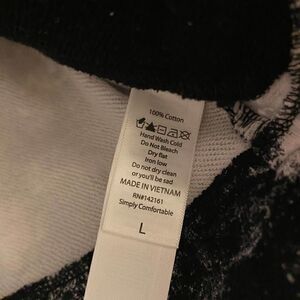 100% Cotton
Hand Wash Cold
Do Not Bleach
Dry flat
Iron low
Do not dry clean
or you'll be sad
MADE IN VIETNAM
RN#142161
Simply Comfortable
L